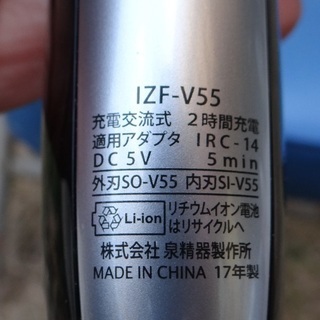 IZF-V55
充電交流式 2時間充電
適用アダプタ IRC-14
DC5V 5min
外刃SO-V55 内刃SI-V55
Li-ion リチウムイオン電池
はリサイクルへ
株式会社 泉精器製作所
MADE IN CHINA 17年製